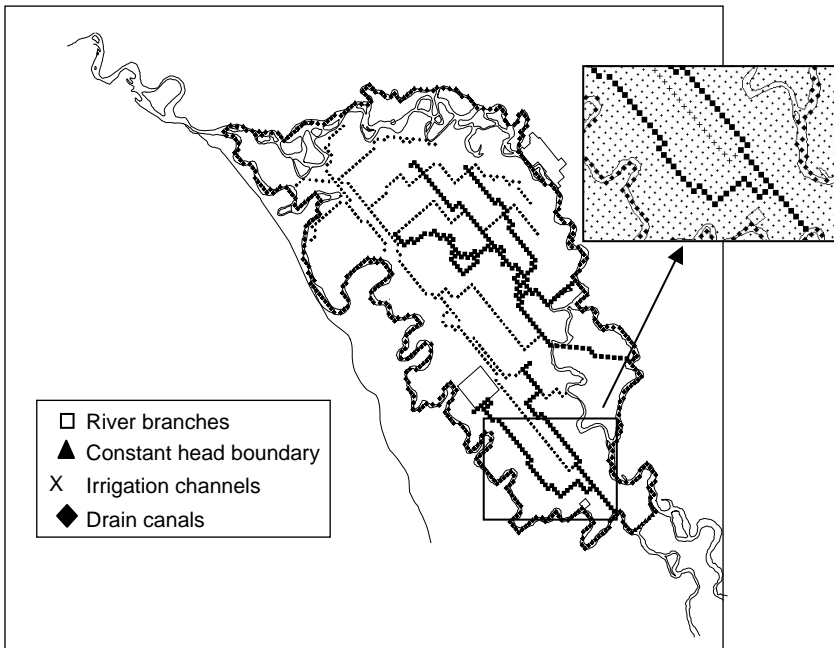 River branches
Constant head boundary
X Irrigation channels
Drain canals